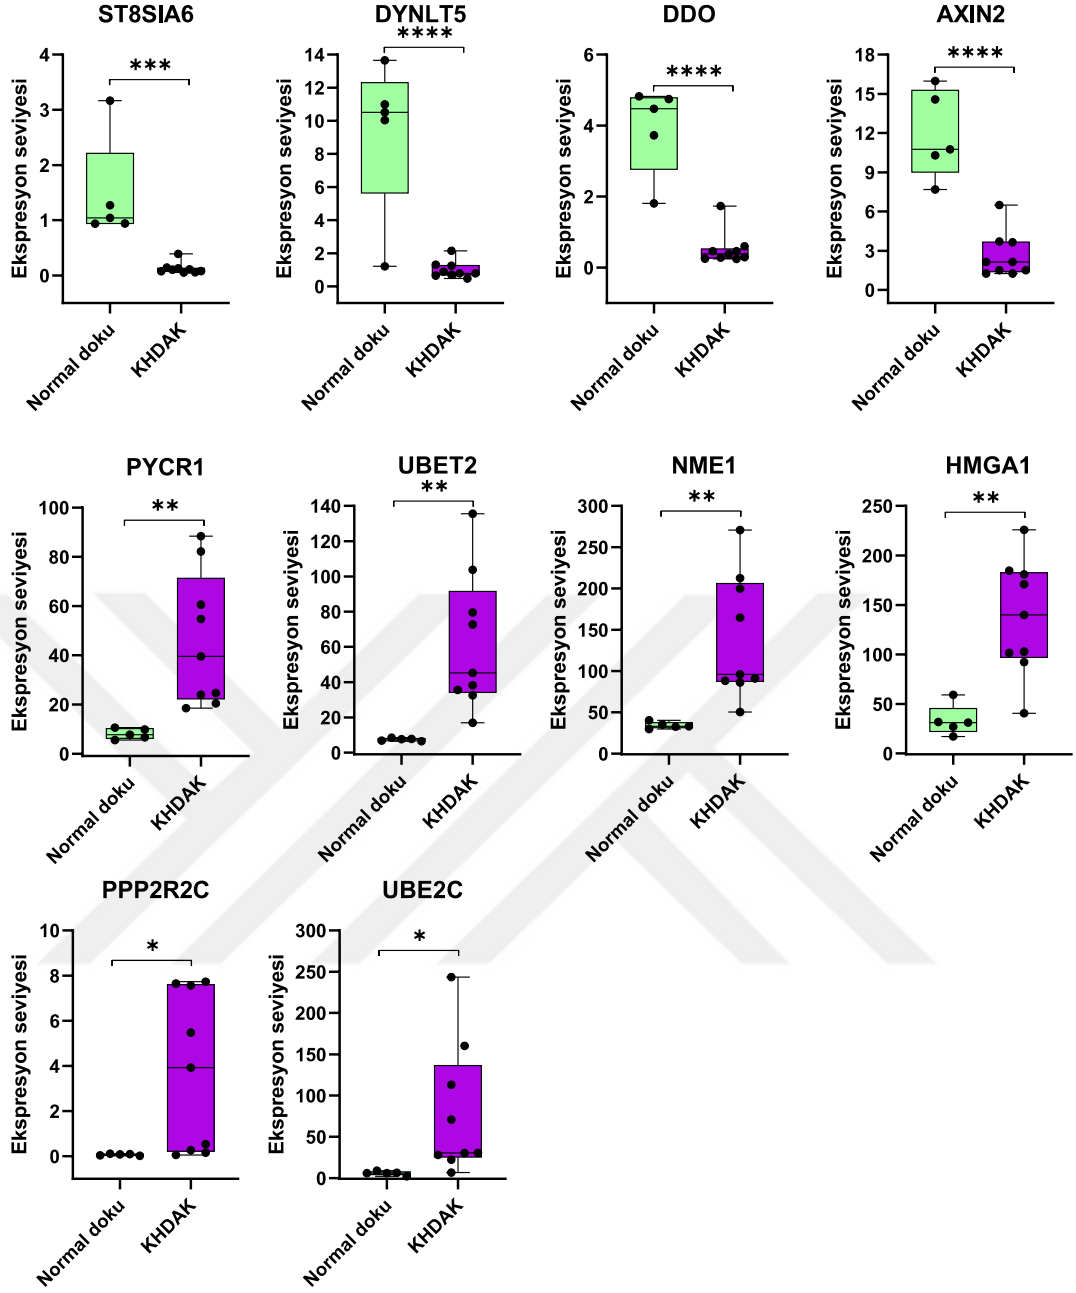 ST8SIA6
DYNLT5
DDO
AXIN2
Ekspresyon seviyesi
4
3
2
1
0
***
Normal doku
KHDAK
Ekspresyon seviyesi
14
12
10
8
6
4
2
0
****
Normal doku
KHDAK
Ekspresyon seviyesi
6
4
2
0
****
Normal doku
KHDAK
Ekspresyon seviyesi
18
15
12
9
6
3
0
****
Normal doku
KHDAK
PYCR1
UBET2
NME1
HMGA1
Ekspresyon seviyesi
100
80
60
40
20
0
**
Normal doku
KHDAK
Ekspresyon seviyesi
140
120
100
80
60
40
20
0
**
Normal doku
KHDAK
Ekspresyon seviyesi
300
250
200
150
100
50
0
**
Normal doku
KHDAK
Ekspresyon seviyesi
250
200
150
100
50
0
**
Normal doku
KHDAK
PPP2R2C
UBE2C
Ekspresyon seviyesi
10
8
6
4
2
0
*
Normal doku
KHDAK
Ekspresyon seviyesi
300
250
200
150
100
50
0
*
Normal doku
KHDAK